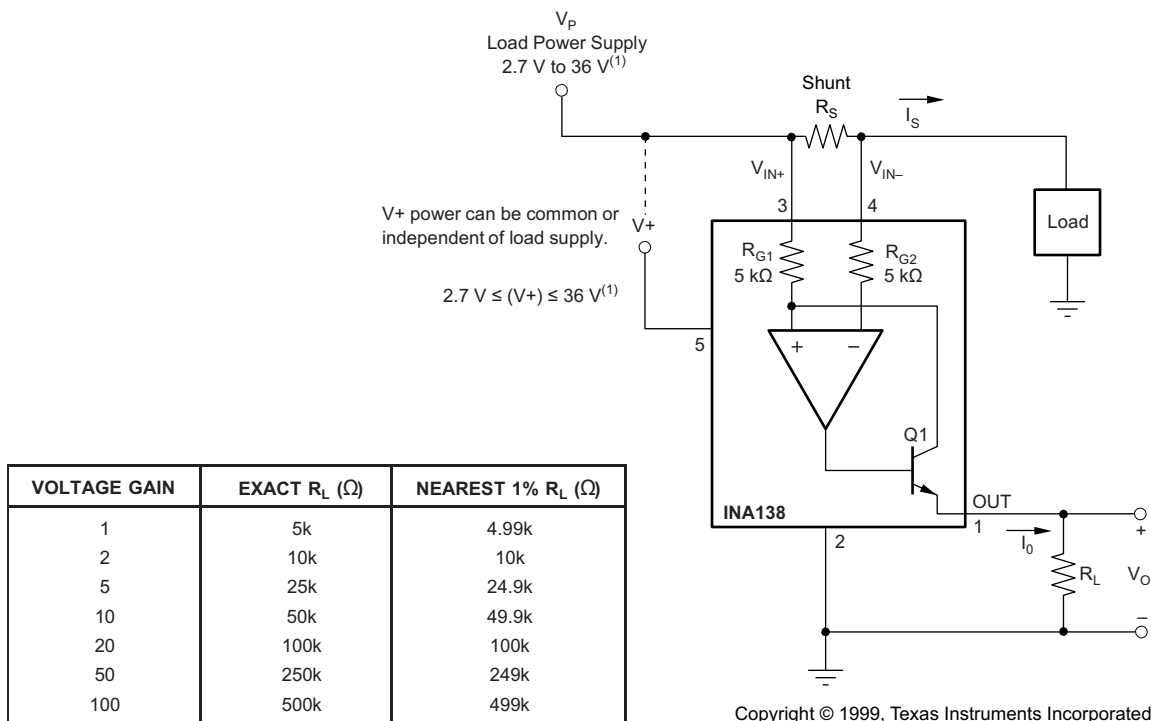 V_P
Load Power Supply
2.7 V to 36 V(1)
Shunt
R_S
I_S
V_IN+
V_IN–
3
4
V+ power can be common or
independent of load supply.
V+
Load
R_G1
5 kΩ
R_G2
5 kΩ
2.7 V ≤ (V+) ≤ 36 V(1)
5
+
–
Q1
INA138
OUT
1
2
I_0
+
R_L
V_O
–
VOLTAGE GAIN EXACT R_L (Ω) NEAREST 1% R_L (Ω)
1 5k 4.99k
2 10k 10k
5 25k 24.9k
10 50k 49.9k
20 100k 100k
50 250k 249k
100 500k 499k
Copyright © 1999, Texas Instruments Incorporated